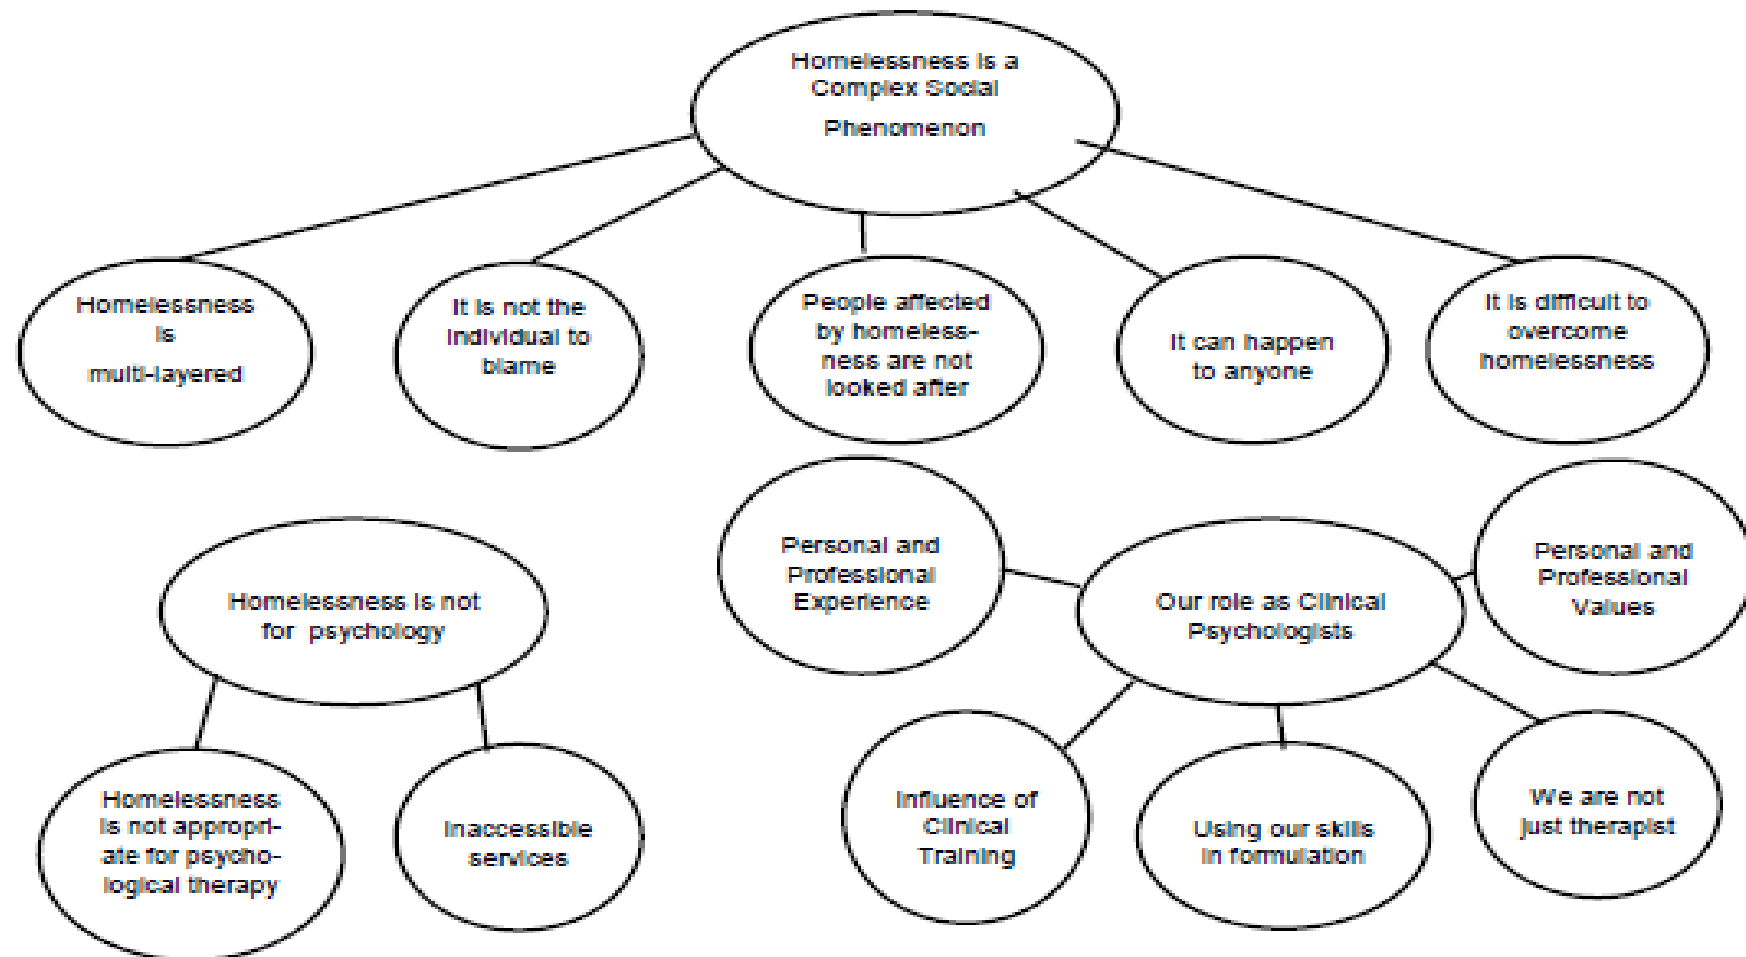 Homelessness is a
Complex Social
Phenomenon
Homelessness
is
multi-layered
It is not the
individual to
blame
People affected
by homeless-
ness are not
looked after
It can happen
to anyone
It is difficult to
overcome
homelessness
Homelessness is not
for psychology
Homelessness
is not appropri-
ate for psycho-
logical therapy
Inaccessible
services
Personal and
Professional
Experience
Our role as Clinical
Psychologists
Personal and
Professional
Values
Influence of
Clinical
Training
Using our skills
in formulation
We are not
just therapist